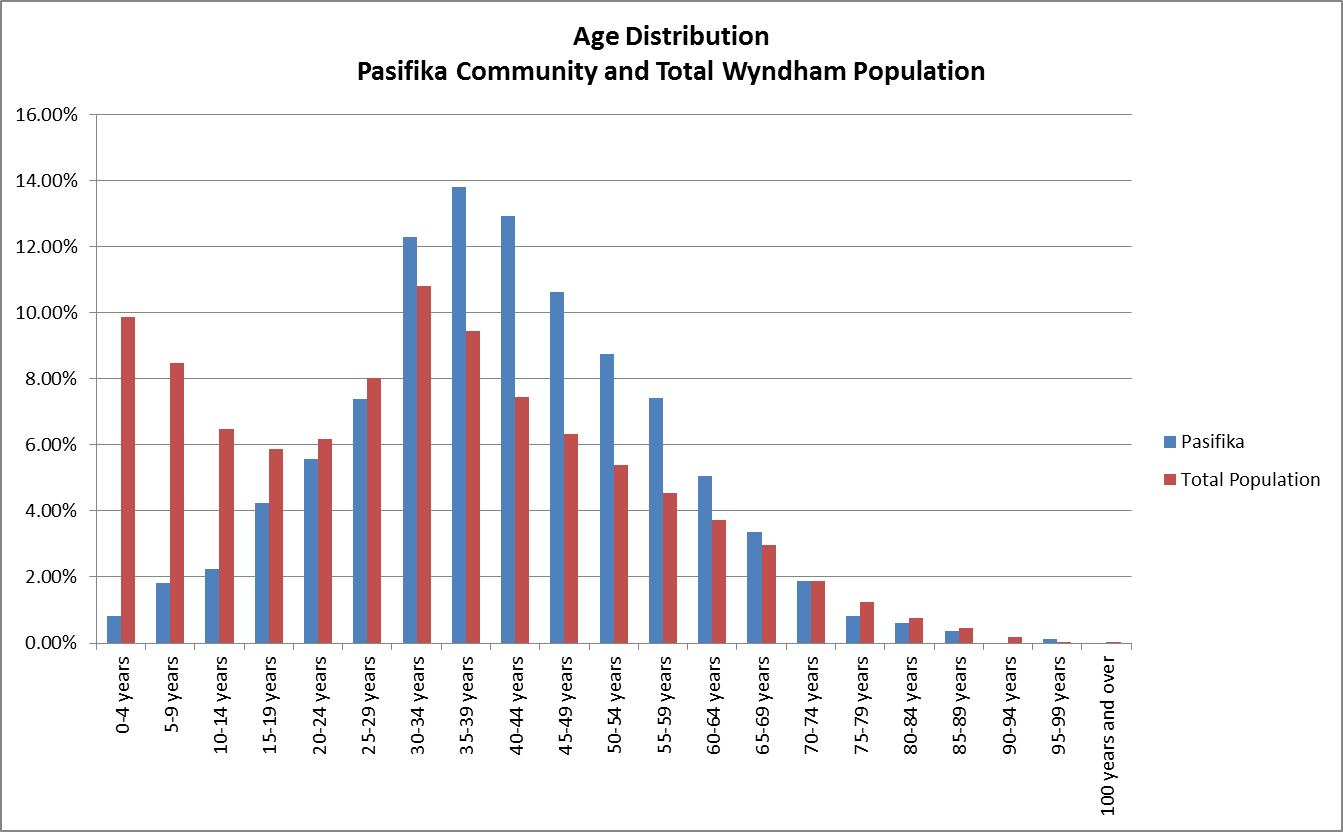 Age Distribution
Pasifika Community and Total Wyndham Population
16.00%
14.00%
12.00%
10.00%
8.00%
6.00%
4.00%
2.00%
0.00%
0-4 years
5-9 years
10-14 years
15-19 years
20-24 years
25-29 years
30-34 years
35-39 years
40-44 years
45-49 years
50-54 years
55-59 years
60-64 years
65-69 years
70-74 years
75-79 years
80-84 years
85-89 years
90-94 years
95-99 years
100 years and over
Pasifika
Total Population